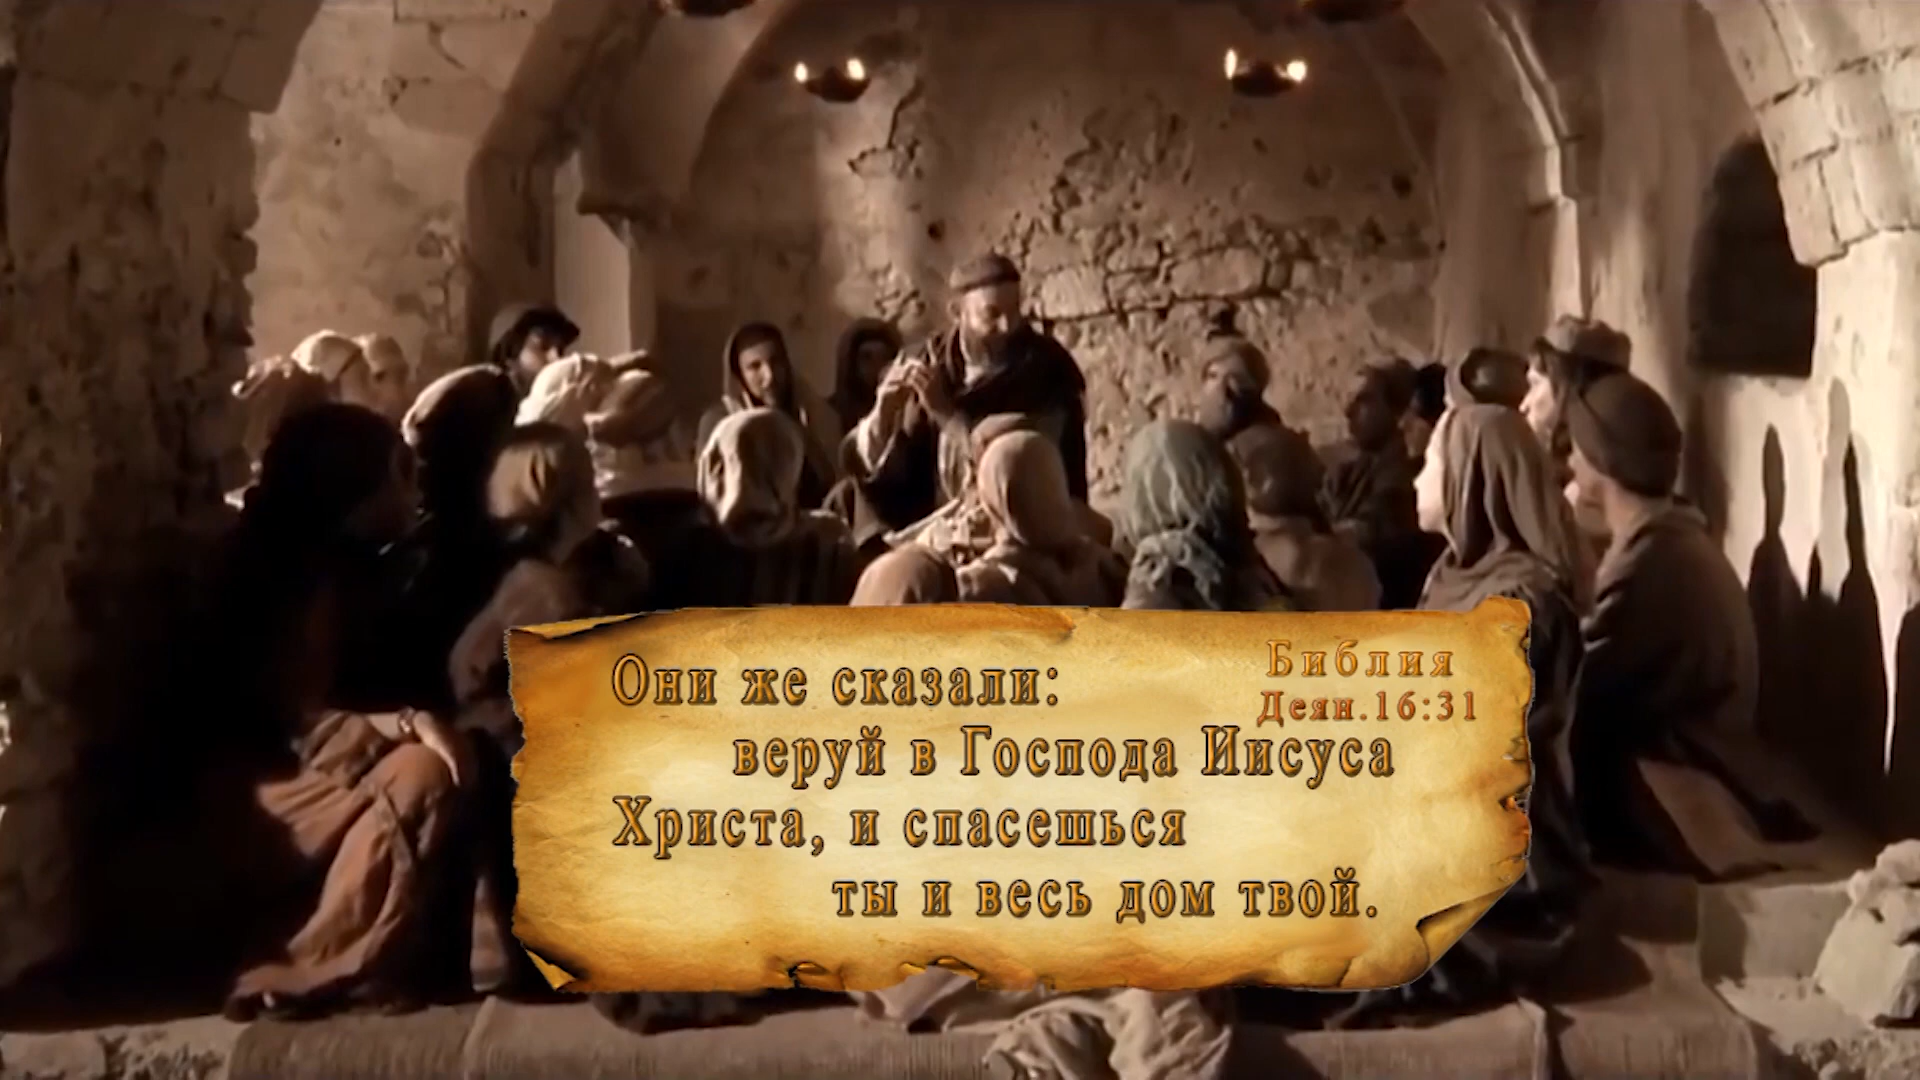 Библия
Деян.16:31
Они же сказали:
веруй в Господа Иисуса
Христа, и спасешься
ты и весь дом твой.